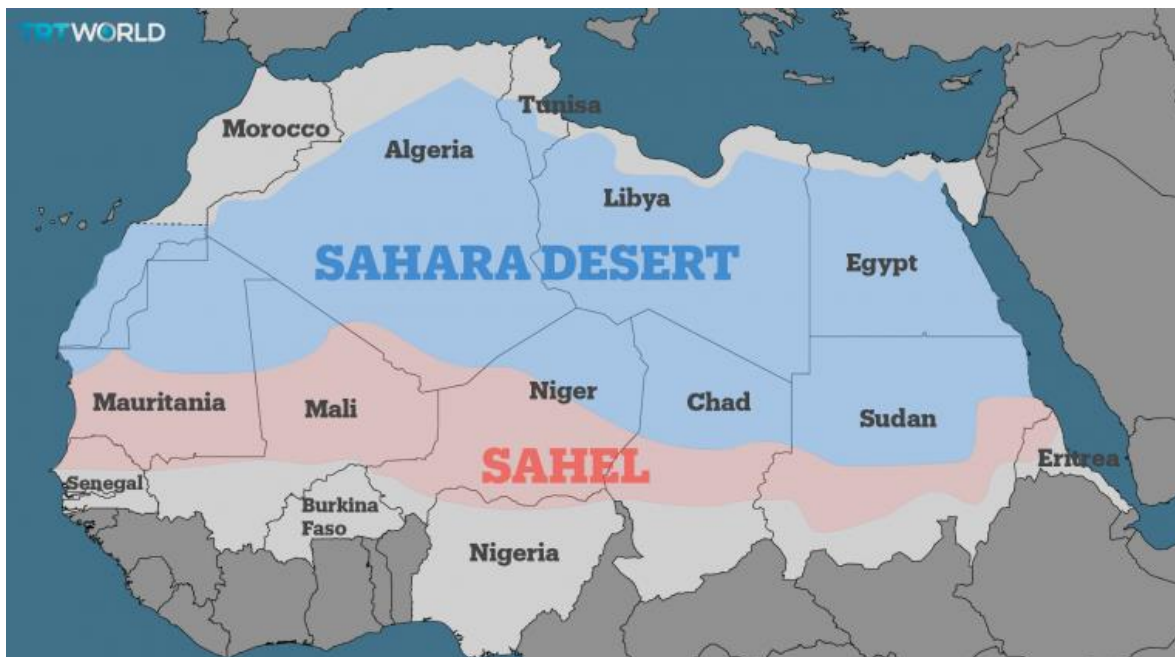 TRTWORLD
Tunisa
Morocco
Algeria
Libya
SAHARA DESERT
Egypt
Mauritania
Mali
Niger
Chad
Sudan
SAHEL
Eritrea
Senegal
Burkina
Faso
Nigeria